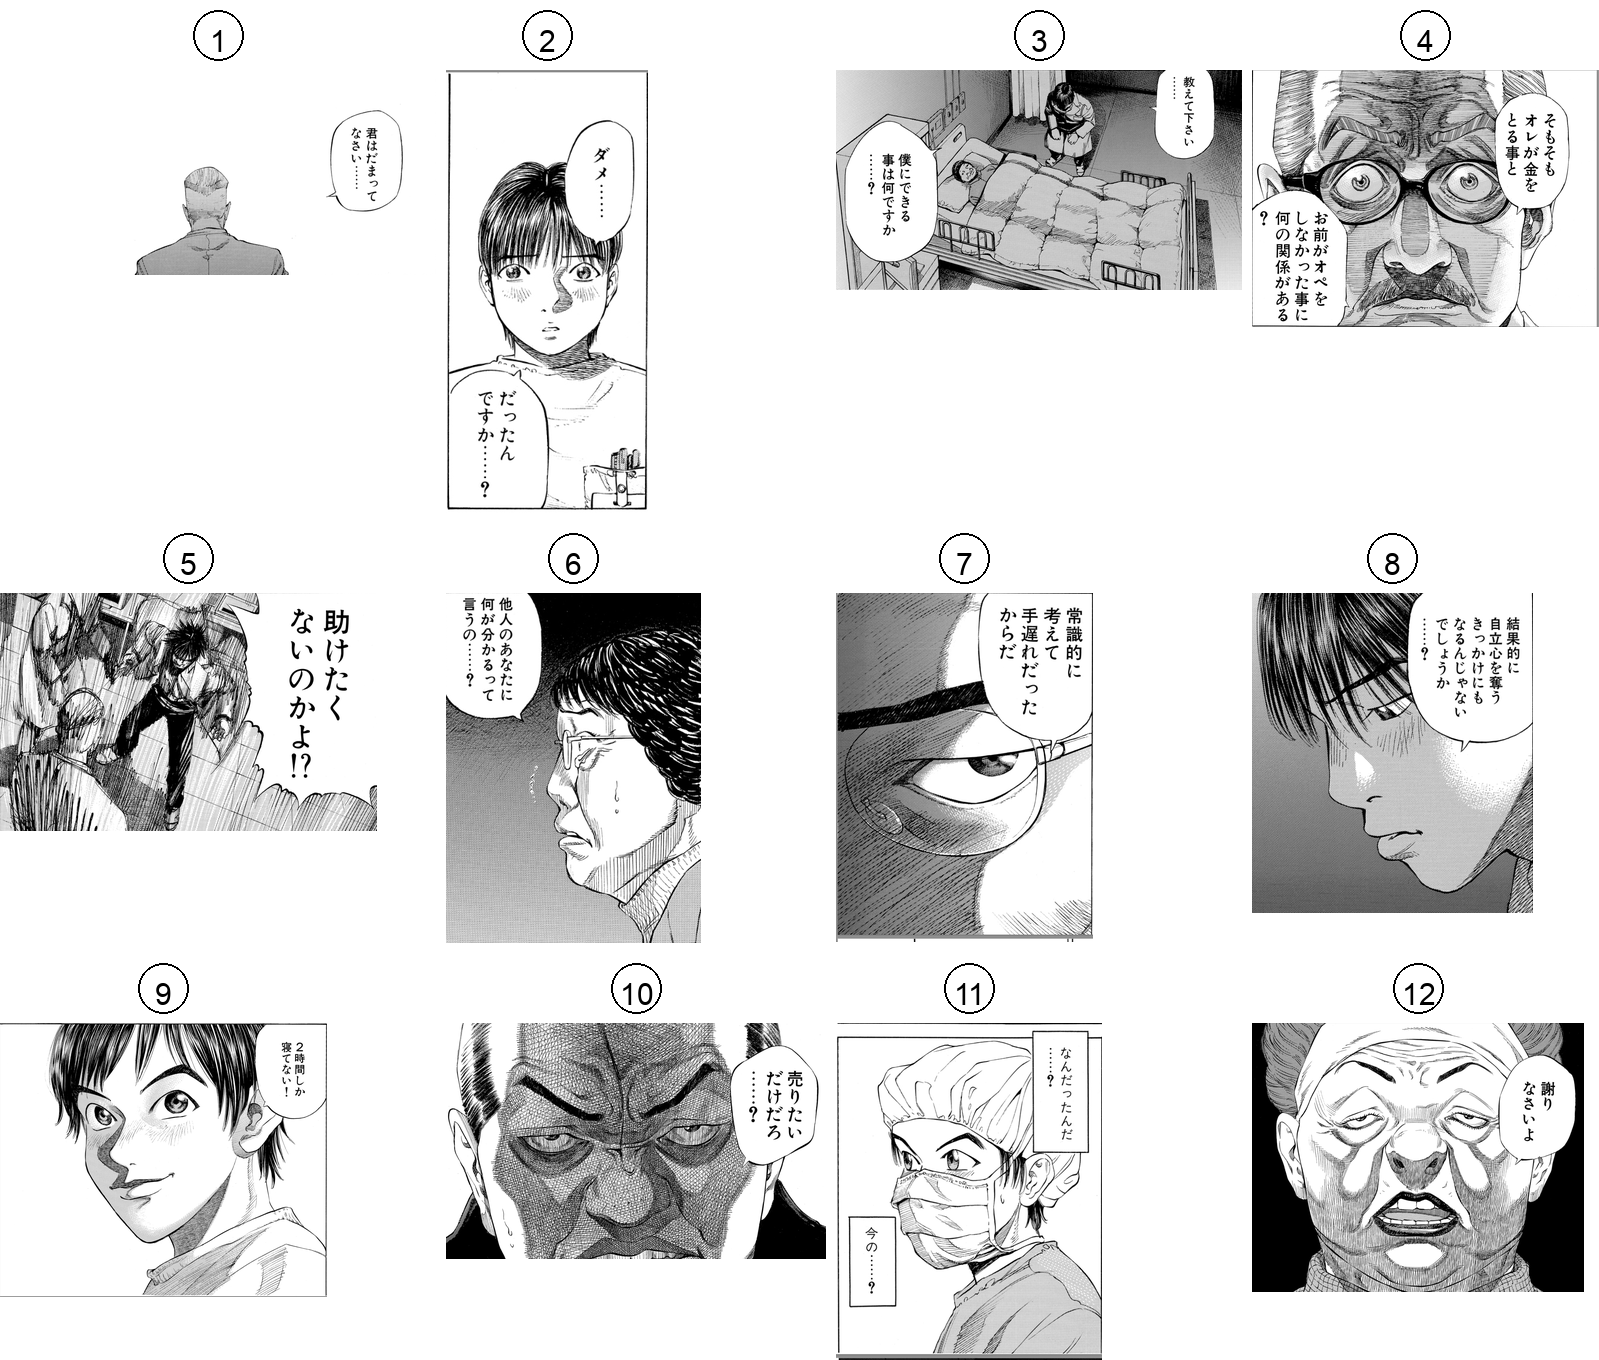 1
君はだまって
なさい……
2
ダメ……
だったん
ですか……?
3
教えて下さい
……
僕にできる
事は何ですか
……?
4
そもそも
オレが金を
とる事と
お前がオペを
しなかった事に
何の関係がある
?
5
助けたく
ないのかよ!?
6
他人のあなたに
何が分かるって
言うの……?
7
常識的に
考えて
手遅れだった
からだ
8
結果的に
自立心を奪う
きっかけにも
なるんじゃない
でしょうか
……?
9
2時間しか
寝てない!
10
売りたい
だけだろ
……?
11
なんだったんだ
……?
今の……?
12
謝り
なさいよ